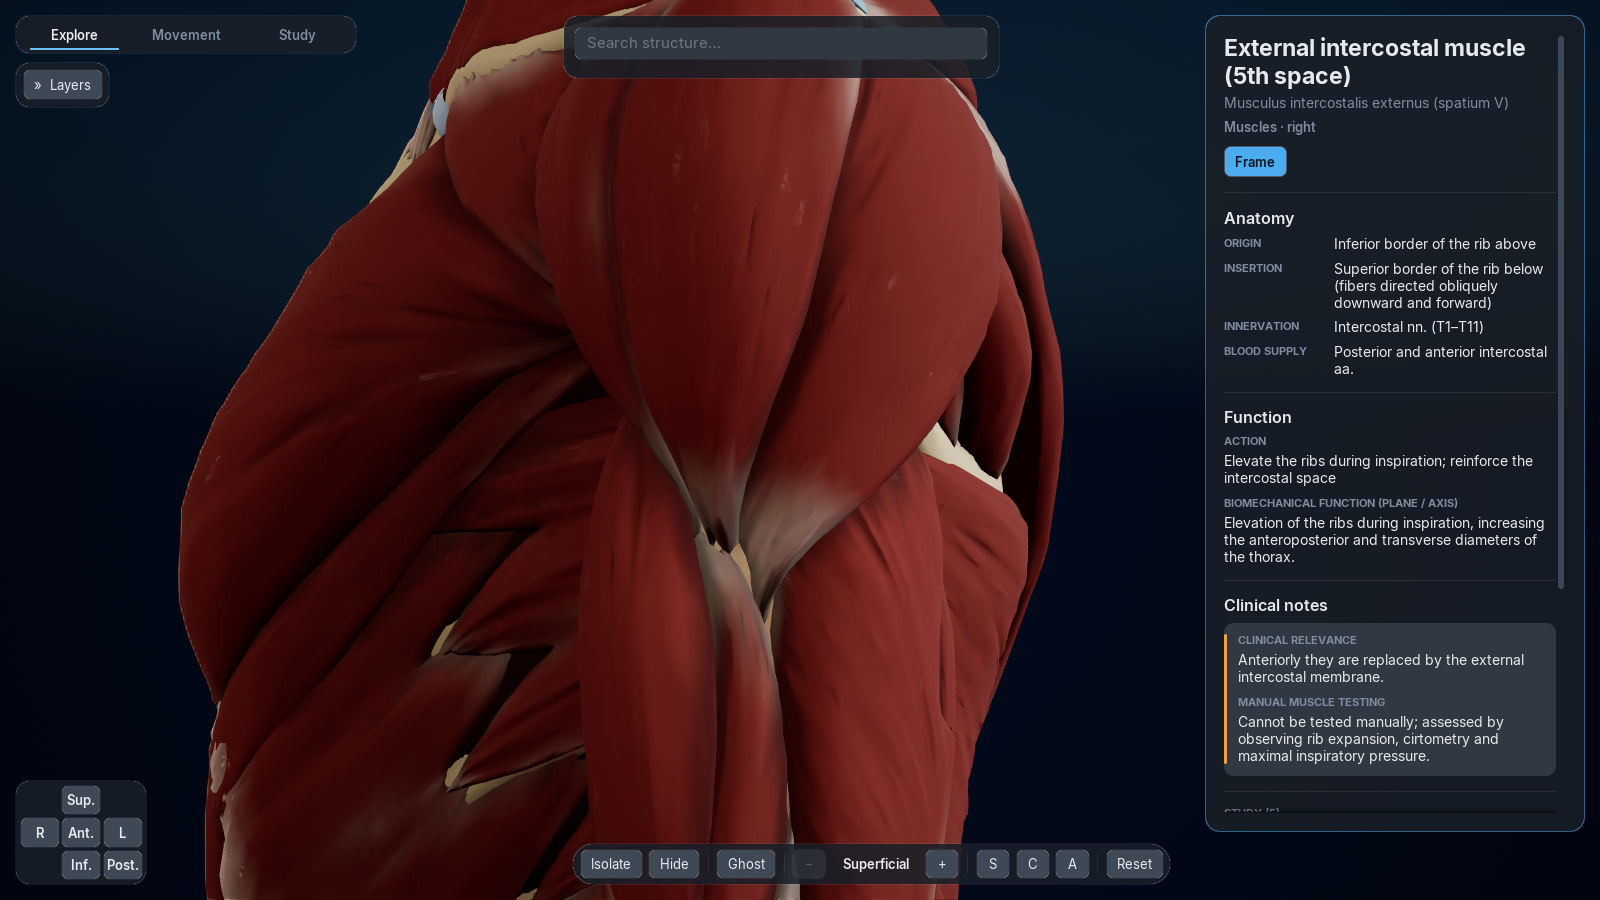 Explore
Movement
Study
» Layers
Search structure...
External intercostal muscle
(5th space)
Musculus intercostalis externus (spatium V)
Muscles · right
Frame
Anatomy
ORIGIN
Inferior border of the rib above
INSERTION
Superior border of the rib below
(fibers directed obliquely
downward and forward)
INNERVATION
Intercostal nn. (T1–T11)
BLOOD SUPPLY
Posterior and anterior intercostal
aa.
Function
ACTION
Elevate the ribs during inspiration; reinforce the
intercostal space
BIOMECHANICAL FUNCTION (PLANE / AXIS)
Elevation of the ribs during inspiration, increasing
the anteroposterior and transverse diameters of
the thorax.
Clinical notes
CLINICAL RELEVANCE
Anteriorly they are replaced by the external
intercostal membrane.
MANUAL MUSCLE TESTING
Cannot be tested manually; assessed by
observing rib expansion, cirtometry and
maximal inspiratory pressure.
Sup.
R
Ant.
L
Inf.
Post.
Isolate
Hide
Ghost
−
Superficial
+
S
C
A
Reset